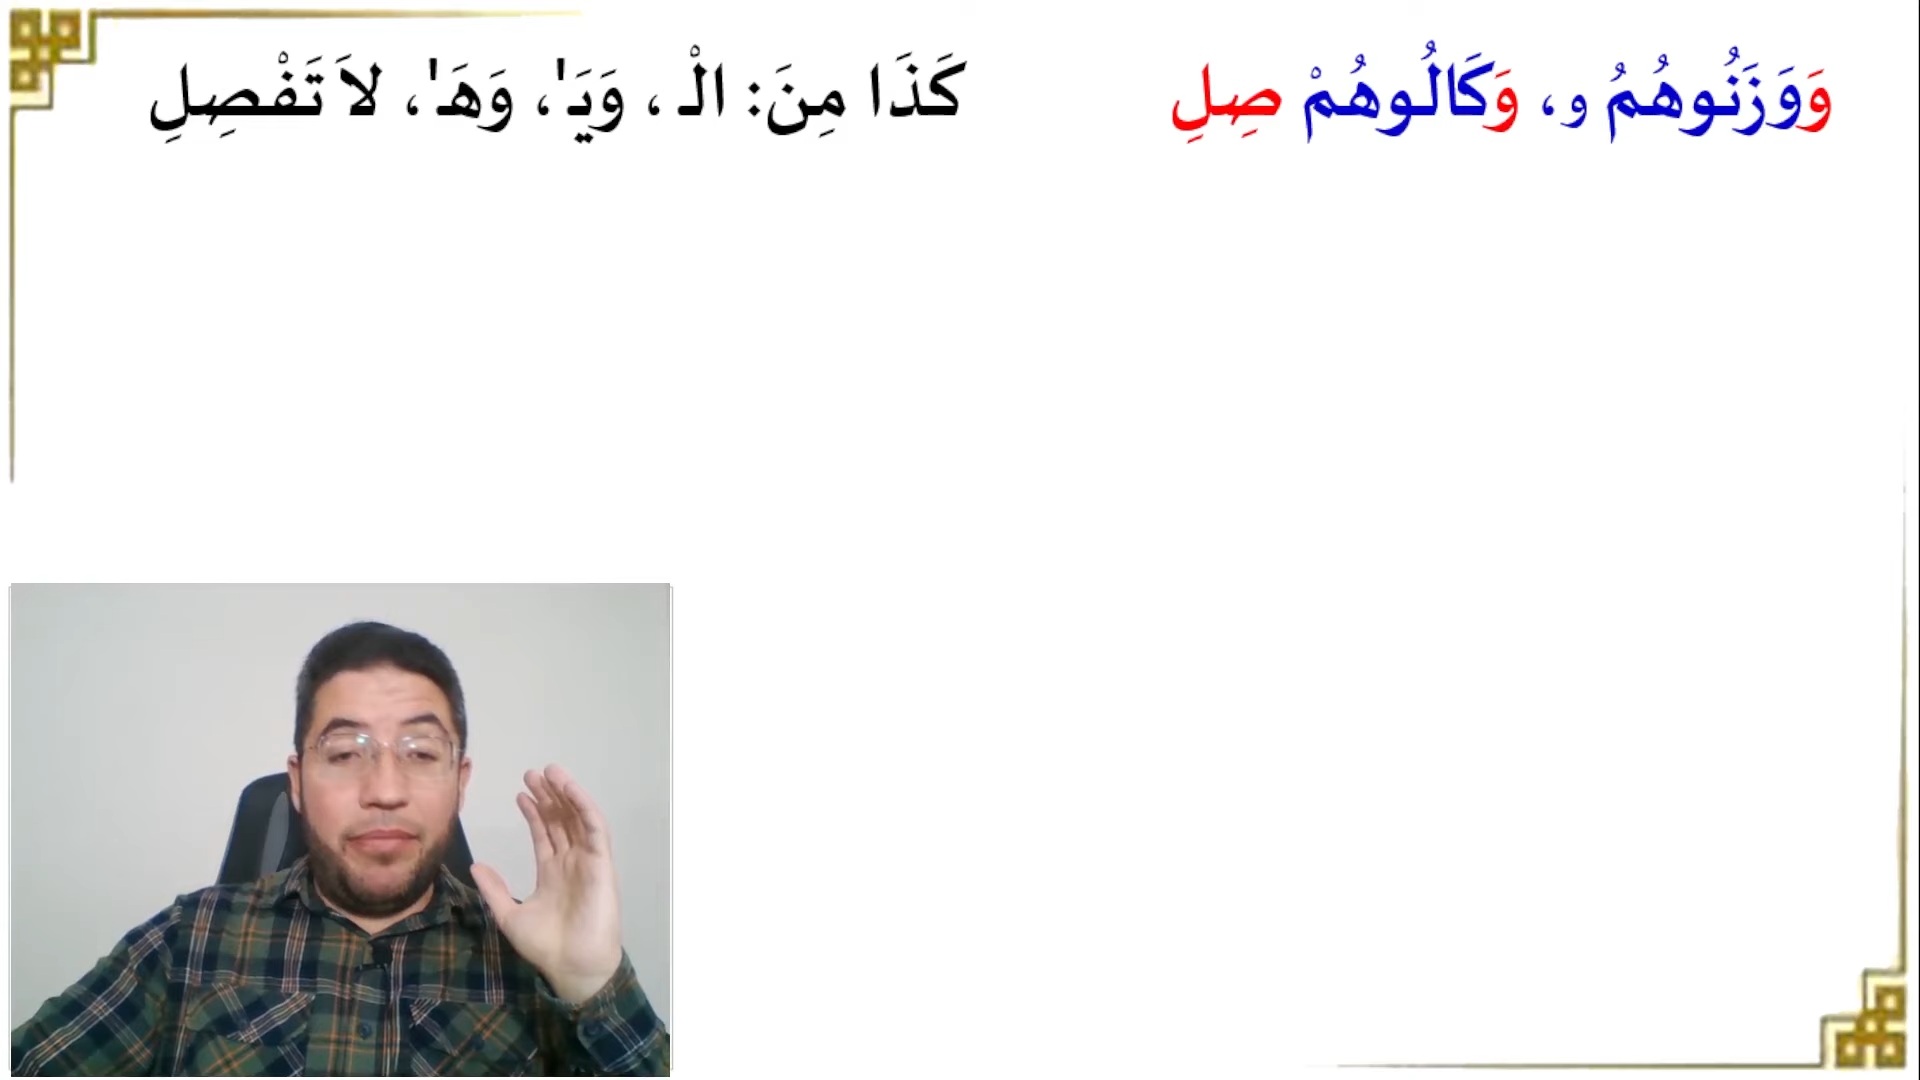 وَوَزَنُوهُمُ و، وَكَالُوهُمْ صِلِ كَذَا مِنَ: الْـ، وَيَـٰ، وَهَـٰ، لاَ تَفْصِلِ